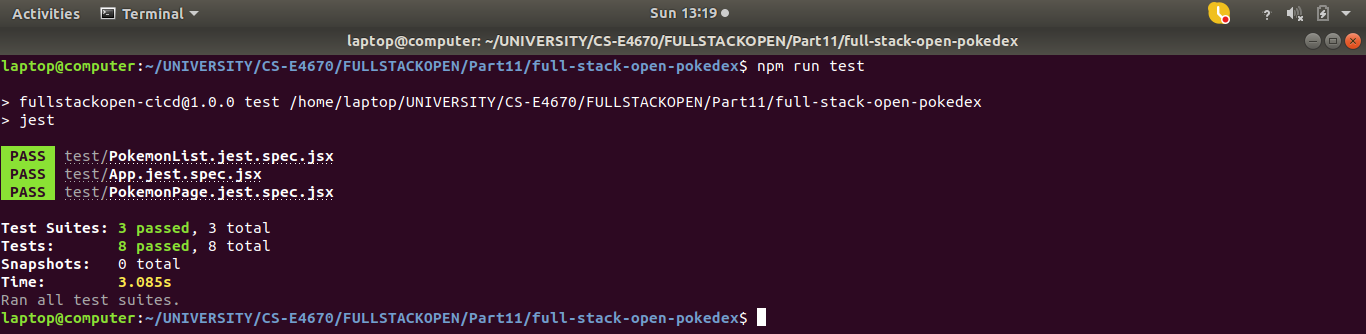 Activities Terminal Sun 13:19 ?
laptop@computer: ~/UNIVERSITY/CS-E4670/FULLSTACKOPEN/Part11/full-stack-open-pokedex
laptop@computer:~/UNIVERSITY/CS-E4670/FULLSTACKOPEN/Part11/full-stack-open-pokedex$ npm run test
> fullstackopen-cicd@1.0.0 test /home/laptop/UNIVERSITY/CS-E4670/FULLSTACKOPEN/Part11/full-stack-open-pokedex
> jest
PASS test/PokemonList.jest.spec.jsx
PASS test/App.jest.spec.jsx
PASS test/PokemonPage.jest.spec.jsx
Test Suites: 3 passed, 3 total
Tests: 8 passed, 8 total
Snapshots: 0 total
Time: 3.085s
Ran all test suites.
laptop@computer:~/UNIVERSITY/CS-E4670/FULLSTACKOPEN/Part11/full-stack-open-pokedex$